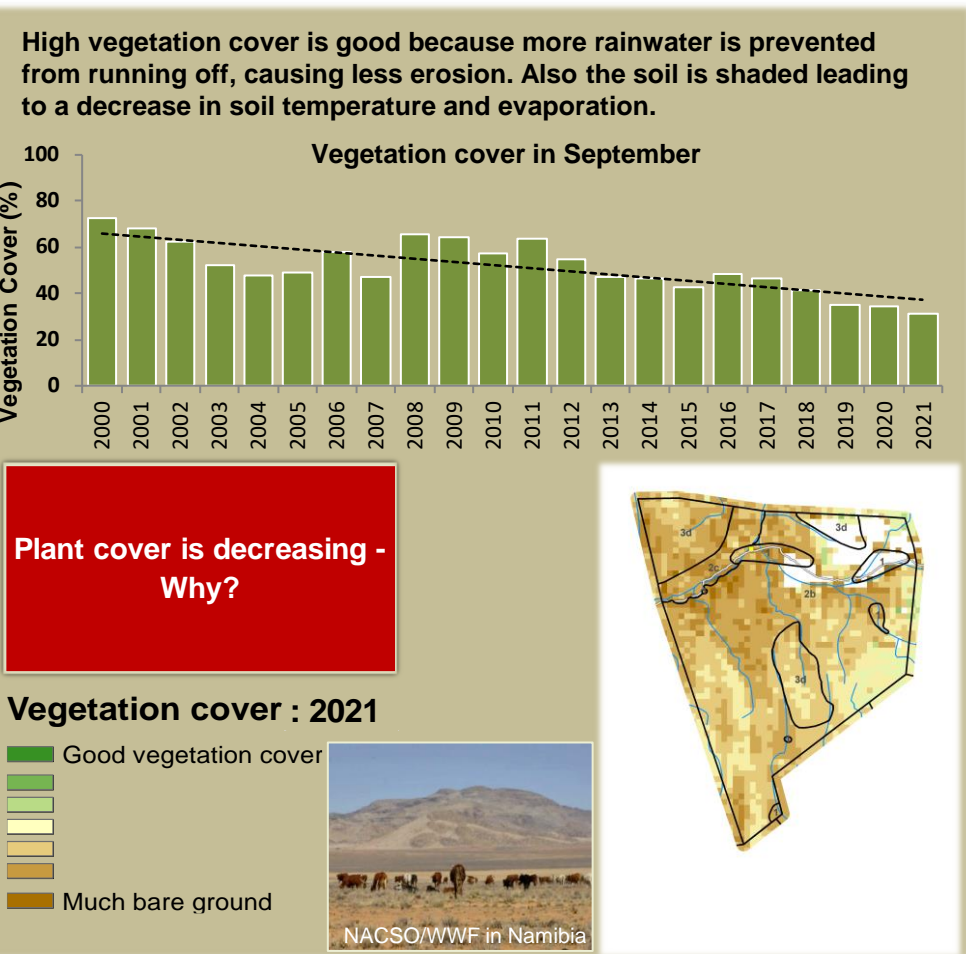 High vegetation cover is good because more rainwater is prevented
from running off, causing less erosion. Also the soil is shaded leading
to a decrease in soil temperature and evaporation.
Vegetation cover in September
Vegetation Cover (%)
100
80
60
40
20
0
2000 2001 2002 2003 2004 2005 2006 2007 2008 2009 2010 2011 2012 2013 2014 2015 2016 2017 2018 2019 2020 2021
Plant cover is decreasing -
Why?
3d
3d
2c
1
2b
1
3d
1
Vegetation cover : 2021
Good vegetation cover
Much bare ground
NACSO/WWF in Namibia